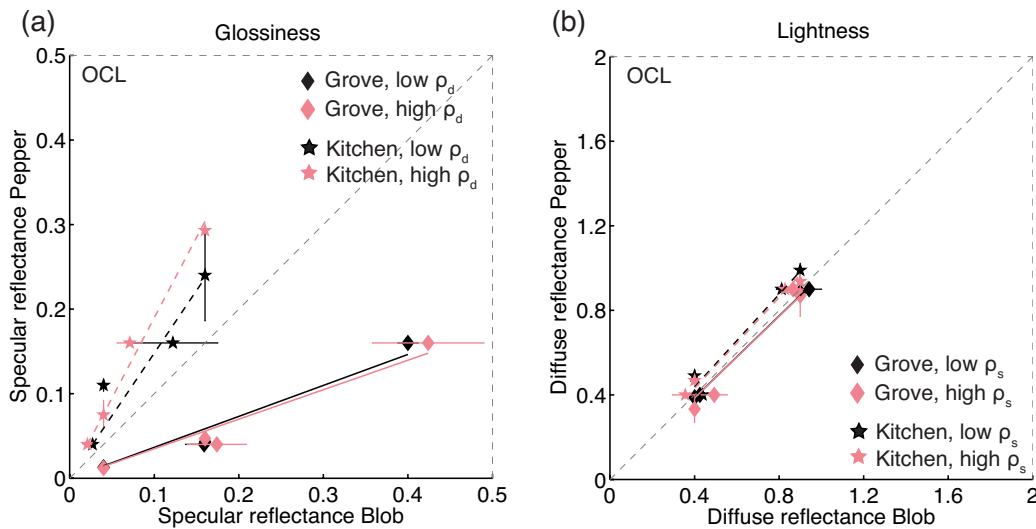 (a)
Glossiness
OCL
Grove, low ρd
Grove, high ρd
Kitchen, low ρd
Kitchen, high ρd
0.5
0.4
0.3
0.2
0.1
0
Specular reflectance Pepper
0
0.1
0.2
0.3
0.4
0.5
Specular reflectance Blob
(b)
Lightness
OCL
2
1.6
1.2
0.8
0.4
0
Diffuse reflectance Pepper
Grove, low ρs
Grove, high ρs
Kitchen, low ρs
Kitchen, high ρs
0
0.4
0.8
1.2
1.6
2
Diffuse reflectance Blob